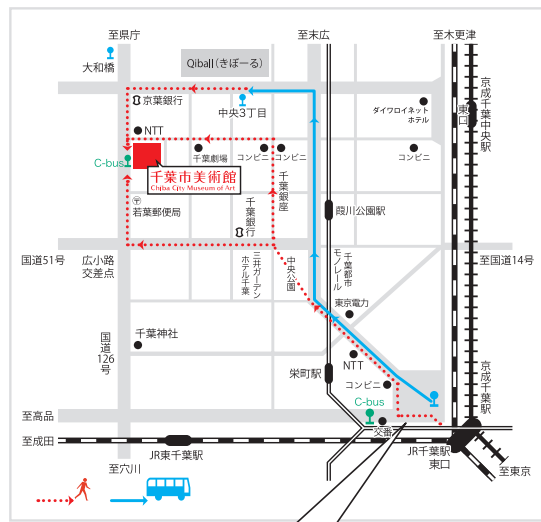 至県庁
至末広
至木更津
大和橋
Qiball(きぼーる)
京葉銀行
中央3丁目
ダイワロイネット
ホテル
東口
京成千葉中央駅
NTT
千葉劇場
コンビニ
コンビニ
コンビニ
C-bus
千葉市美術館
Chiba City Museum of Art
〒
若葉郵便局
千葉銀行
千葉銀座
葭川公園駅
国道51号
広小路
交差点
三井ガーデン
ホテル千葉
中央公園
千葉都市
モノレール
至国道14号
東京電力
千葉神社
国道126号
NTT
栄町駅
コンビニ
京成千葉駅
C-bus
至高品
交番
至成田
JR東千葉駅
JR千葉駅
東口
至穴川
至東京